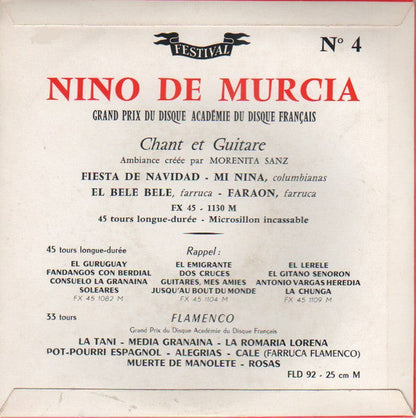 FESTIVAL
Nº 4
NINO DE MURCIA
GRAND PRIX DU DISQUE ACADÉMIE DU DISQUE FRANÇAIS
Chant et Guitare
Ambiance créée par MORENITA SANZ
FIESTA DE NAVIDAD - MI NINA, columbianas
EL BELE BELE, farruca - FARAON, farruca
FX 45 - 1130 M
45 tours longue-durée - Microsillon incassable
45 tours longue-durée
Rappel :
EL GURUGUAY
FANDANGOS CON BERDIAL
CONSUELO LA GRANAINA
SOLEARES
FX 45 1082 M
EL EMIGRANTE
DOS CRUCES
GUITARES, MES AMIES
JUSQU'AU BOUT DU MONDE
FX 45 1104 M
EL LERELE
EL GITANO SENORON
ANTONIO VARGAS HEREDIA
LA CHUNGA
FX 45 1109 M
33 tours
FLAMENCO
Grand Prix du Disque Académie du Disque Français
LA TANI - MEDIA GRANAINA - LA ROMARIA LORENA
POT-POURRI ESPAGNOL - ALEGRIAS - CALE (FARRUCA FLAMENCO)
MUERTE DE MANOLETE - ROSAS
FLD 92 - 25 cm M